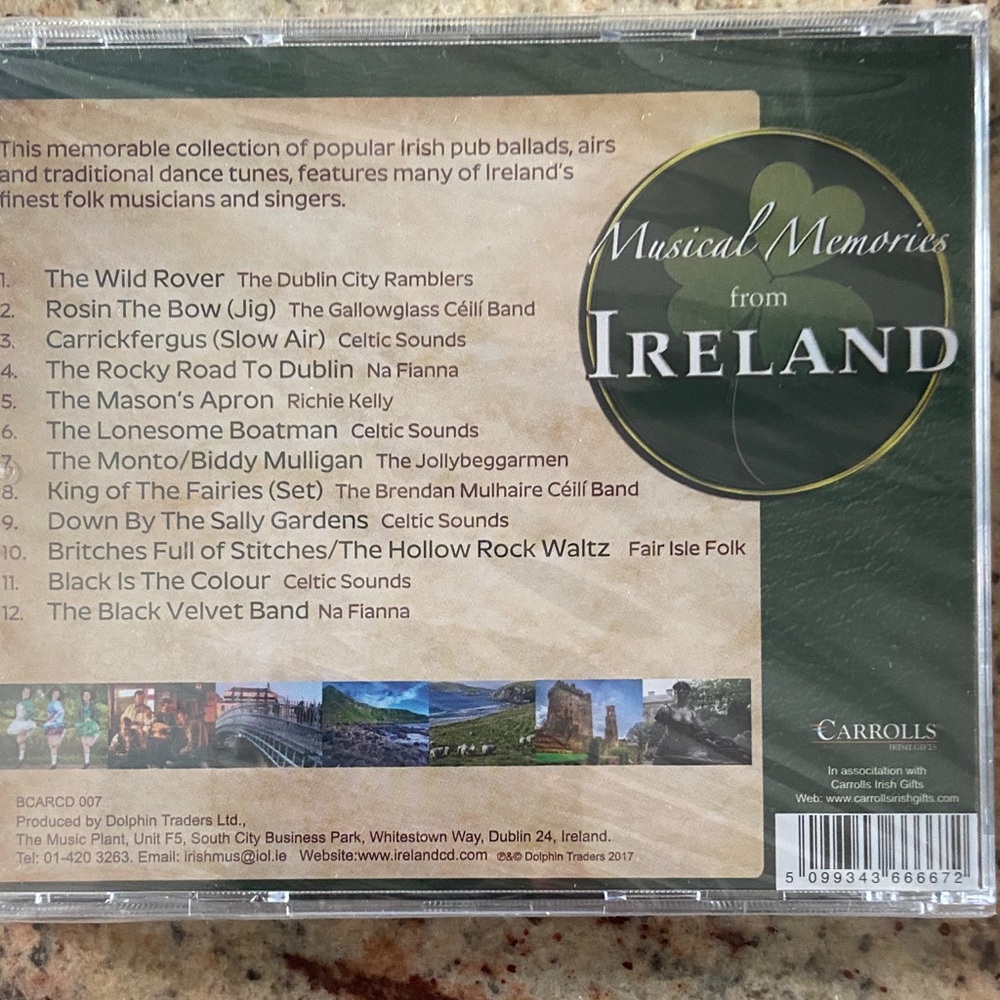 This memorable collection of popular Irish pub ballads, airs
and traditional dance tunes, features many of Ireland's
finest folk musicians and singers.
1. The Wild Rover The Dublin City Ramblers
2. Rosin The Bow (Jig) The Gallowglass Céilí Band
3. Carrickfergus (Slow Air) Celtic Sounds
4. The Rocky Road To Dublin Na Fianna
5. The Mason's Apron Richie Kelly
6. The Lonesome Boatman Celtic Sounds
7. The Monto/Biddy Mulligan The Jollybeggarmen
8. King of The Fairies (Set) The Brendan Mulhaire Céilí Band
9. Down By The Sally Gardens Celtic Sounds
10. Britches Full of Stitches/The Hollow Rock Waltz Fair Isle Folk
11. Black Is The Colour Celtic Sounds
12. The Black Velvet Band Na Fianna
Musical Memories
from
IRELAND
BCARCD 007
Produced by Dolphin Traders Ltd.,
The Music Plant, Unit F5, South City Business Park, Whitestown Way, Dublin 24, Ireland.
Tel: 01-420 3263. Email: irishmus@iol.ie Website:www.irelandcd.com ℗&© Dolphin Traders 2017
CARROLLS
IRISH GIFTS
In assocciation with
Carrolls Irish Gifts
Web: www.carrollsirishgifts.com
5 099343 666672